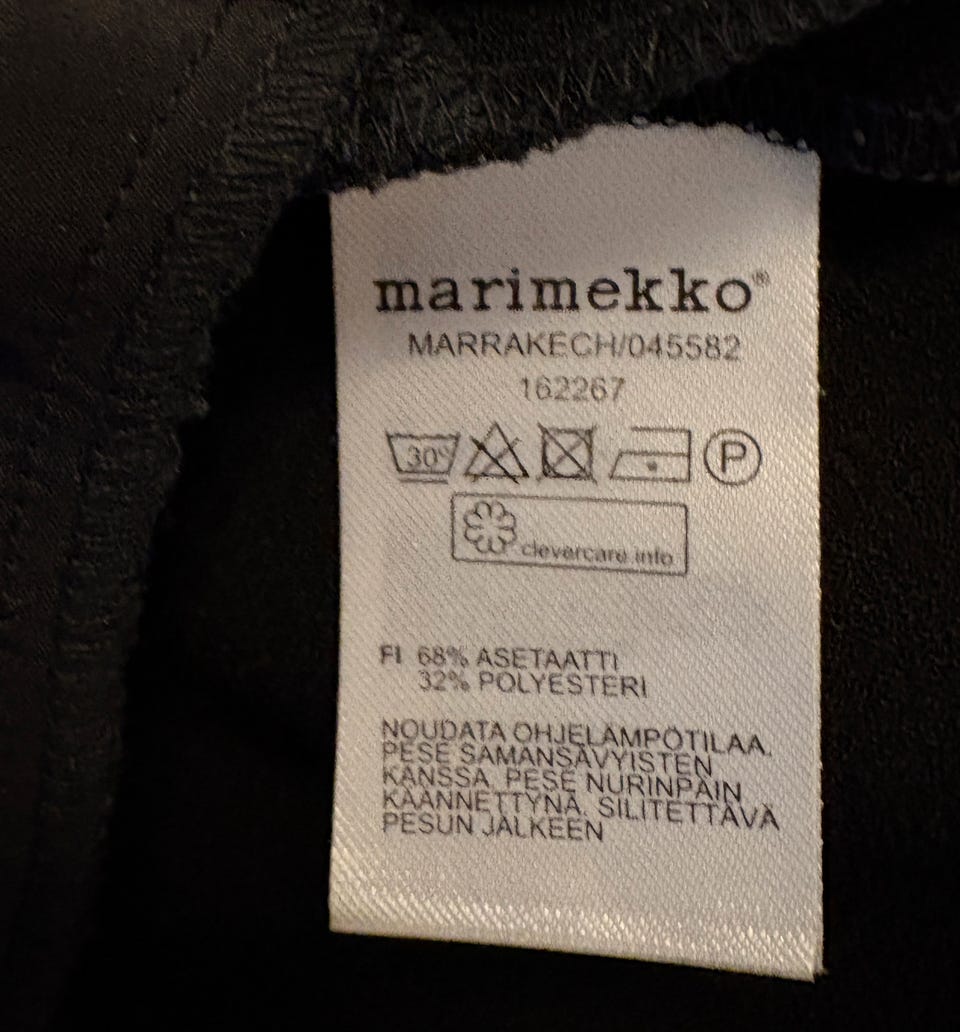 marimekko®
MARRAKECH/045582
162267
30° P
clevercare.info
FI 68% ASETAATTI
32% POLYESTERI
NOUDATA OHJELÄMPÖTILAA.
PESE SAMANSÄVYISTEN
KANSSA. PESE NURINPÄIN
KÄÄNNETTYNÄ. SILITETTÄVÄ
PESUN JÄLKEEN